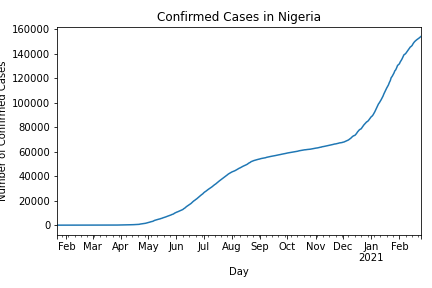 Confirmed Cases in Nigeria
160000
140000
120000
100000
80000
60000
40000
20000
0
Number of Confirmed Cases
Feb Mar Apr May Jun Jul Aug Sep Oct Nov Dec Jan Feb
2021
Day